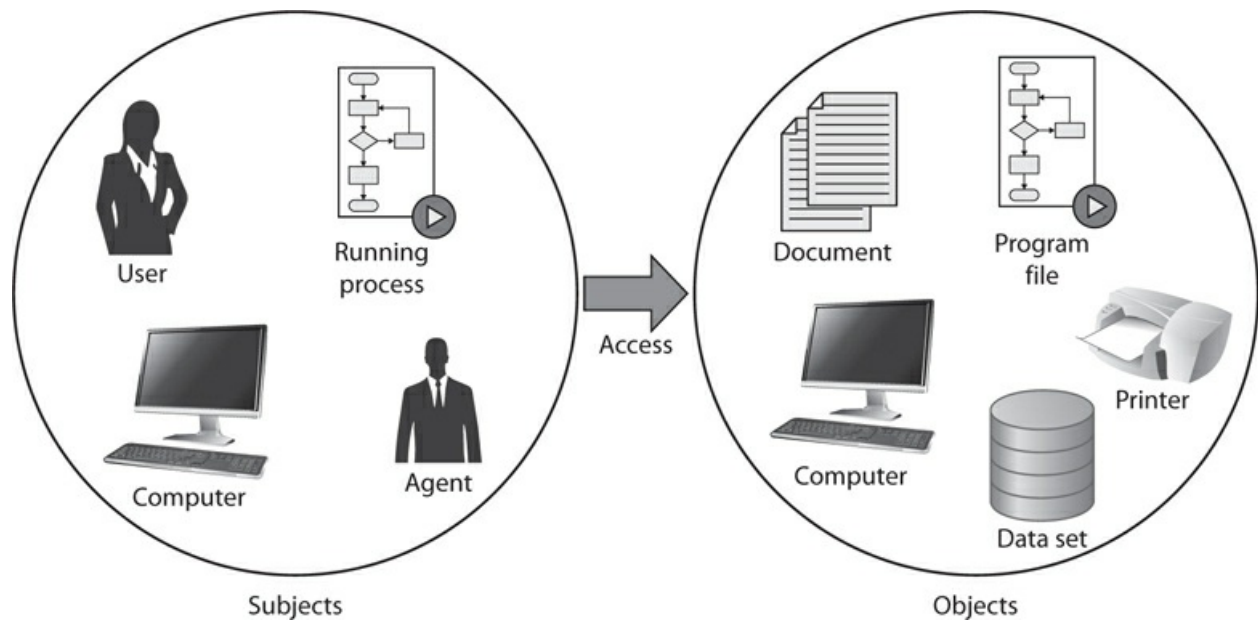 User
Running
process
Computer
Agent
Subjects
Access
Document
Program
file
Computer
Printer
Data set
Objects